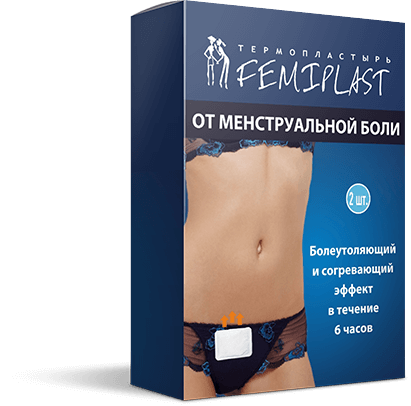 ТЕРМОПЛАСТЫРЬ
FEMIPLAST
ОТ МЕНСТРУАЛЬНОЙ БОЛИ
2 шт.
Болеутоляющий
и согревающий
эффект
в течение
6 часов